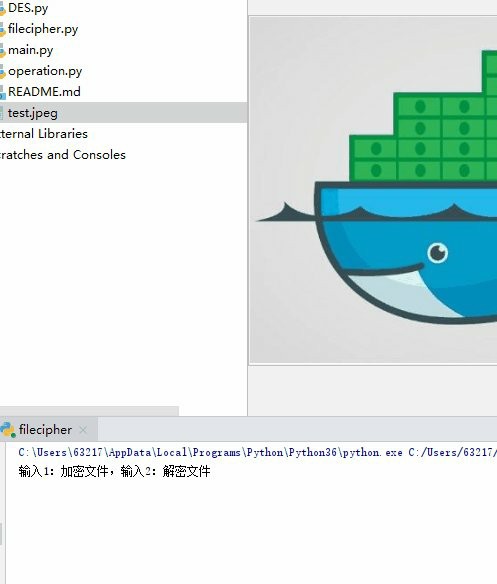 DES.py
filecipher.py
main.py
operation.py
README.md
test.jpeg
ternal Libraries
ratches and Consoles
filecipher
C:\Users\63217\AppData\Local\Programs\Python\Python36\python.exe C:/Users/63217/
输入1: 加密文件, 输入2: 解密文件